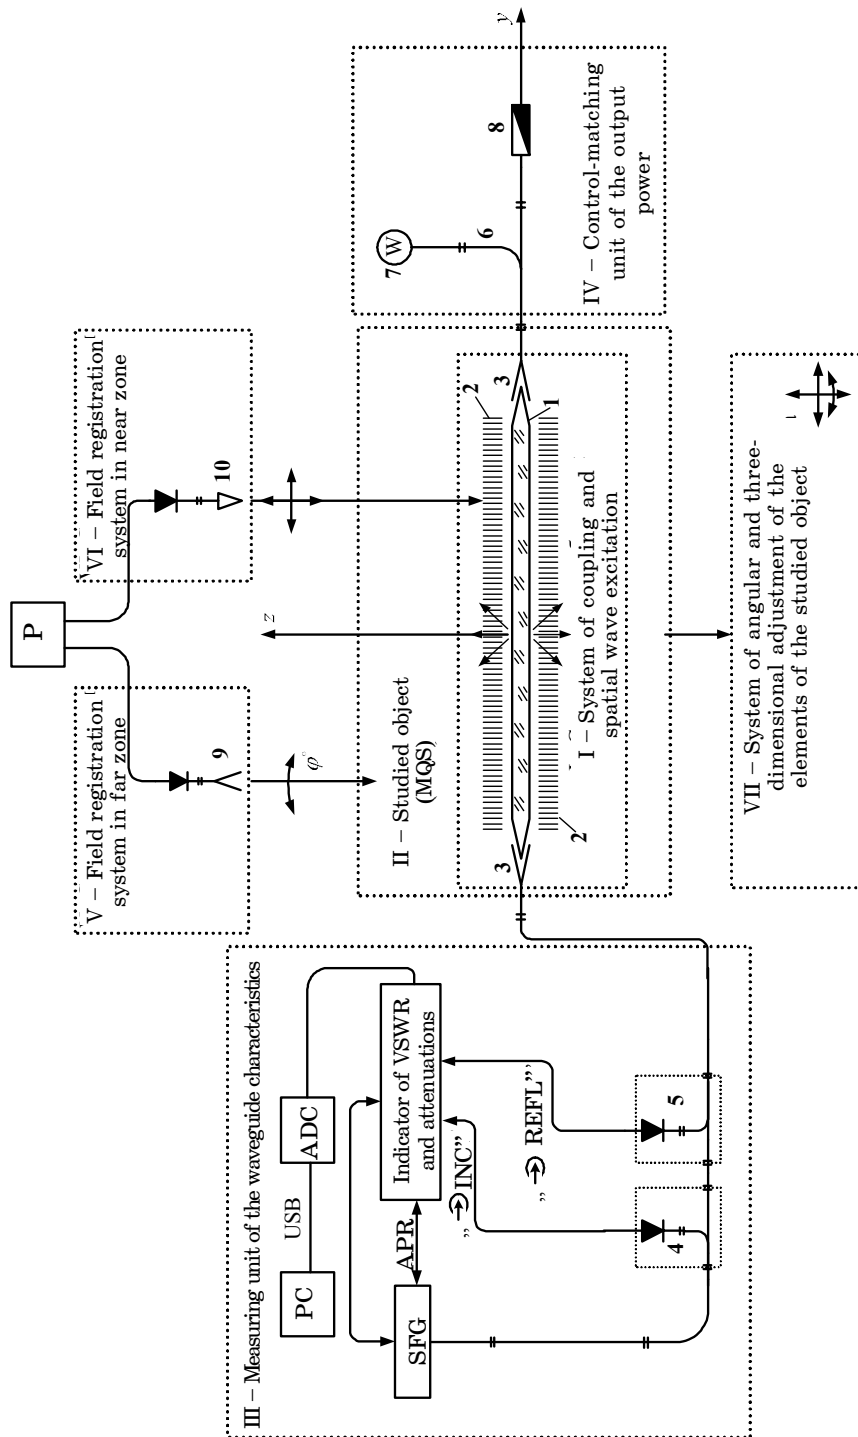 III – Measuring unit of the waveguide characteristics
PC
USB
ADC
SFG
APR
Indicator of VSWR
and attenuations
„ INC”
„ REFL”
4
5
V – Field registration
system in far zone
9
φ°
P
VI – Field registration
system in near zone
10
z
II – Studied object
(MQS)
3
2
2
3
1
I – System of coupling and
spatial wave excitation
7
W
6
8
y
IV – Control-matching
unit of the output
power
VII – System of angular and three-
dimensional adjustment of the
elements of the studied object